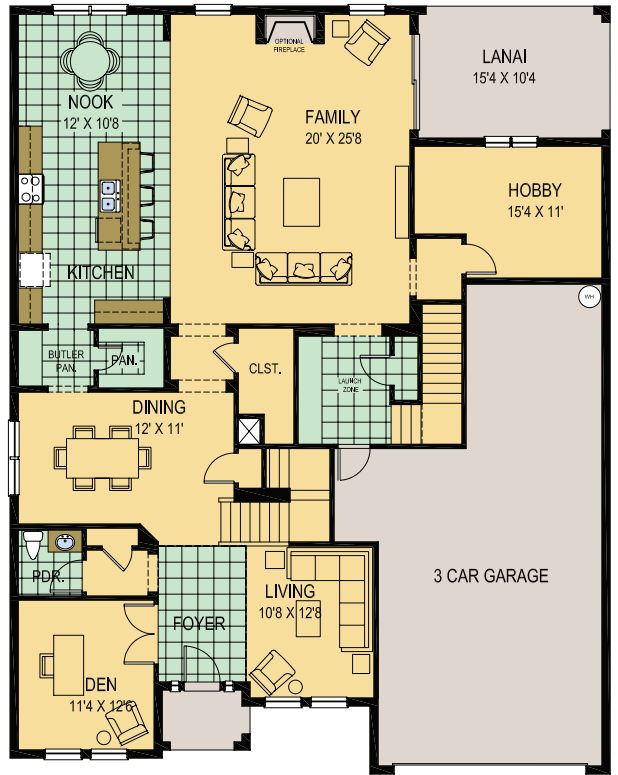 NOOK
12' X 10'8
OPTIONAL
FIREPLACE
FAMILY
20' X 25'8
LANAI
15'4 X 10'4
HOBBY
15'4 X 11'
KITCHEN
WH
BUTLER
PAN.
PAN.
CLST.
LAUNCH
ZONE
DINING
12' X 11'
PDR.
LIVING
10'8 X 12'8
3 CAR GARAGE
FOYER
DEN
11'4 X 12'6